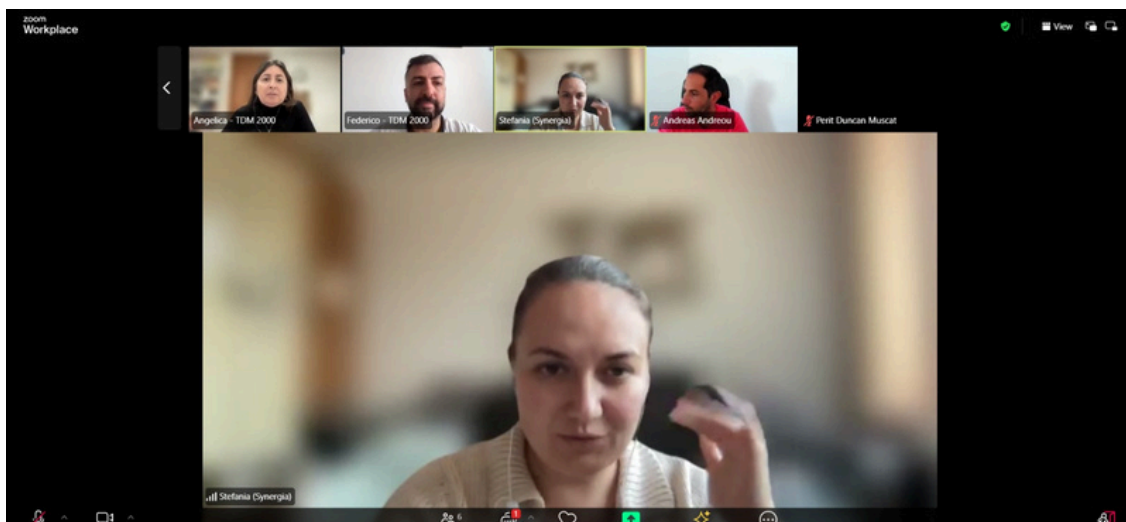 zoom
Workplace
View
Angelica - TDM 2000
Federico - TDM 2000
Stefania (Synergia)
Andreas Andreou
Perit Duncan Muscat
Stefania (Synergia)
6
1